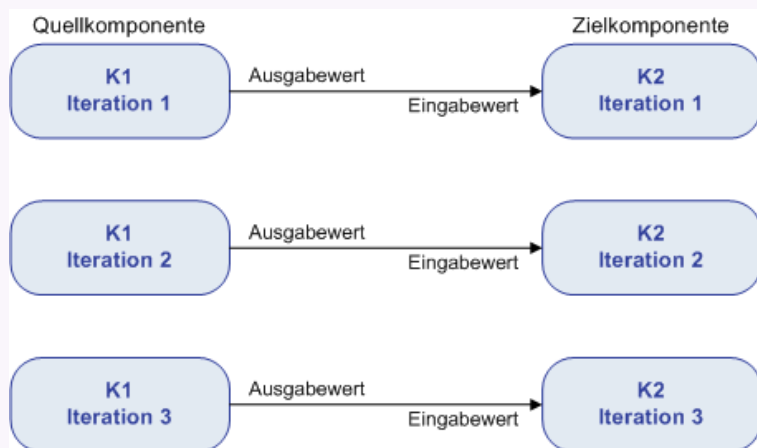 Quellkomponente
Zielkomponente
K1
Iteration 1
Ausgabewert
Eingabewert
K2
Iteration 1
K1
Iteration 2
Ausgabewert
Eingabewert
K2
Iteration 2
K1
Iteration 3
Ausgabewert
Eingabewert
K2
Iteration 3